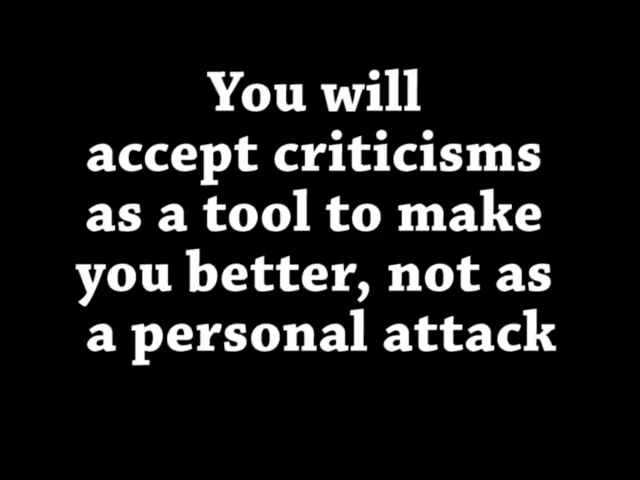 You will
accept criticisms
as a tool to make
you better, not as
a personal attack